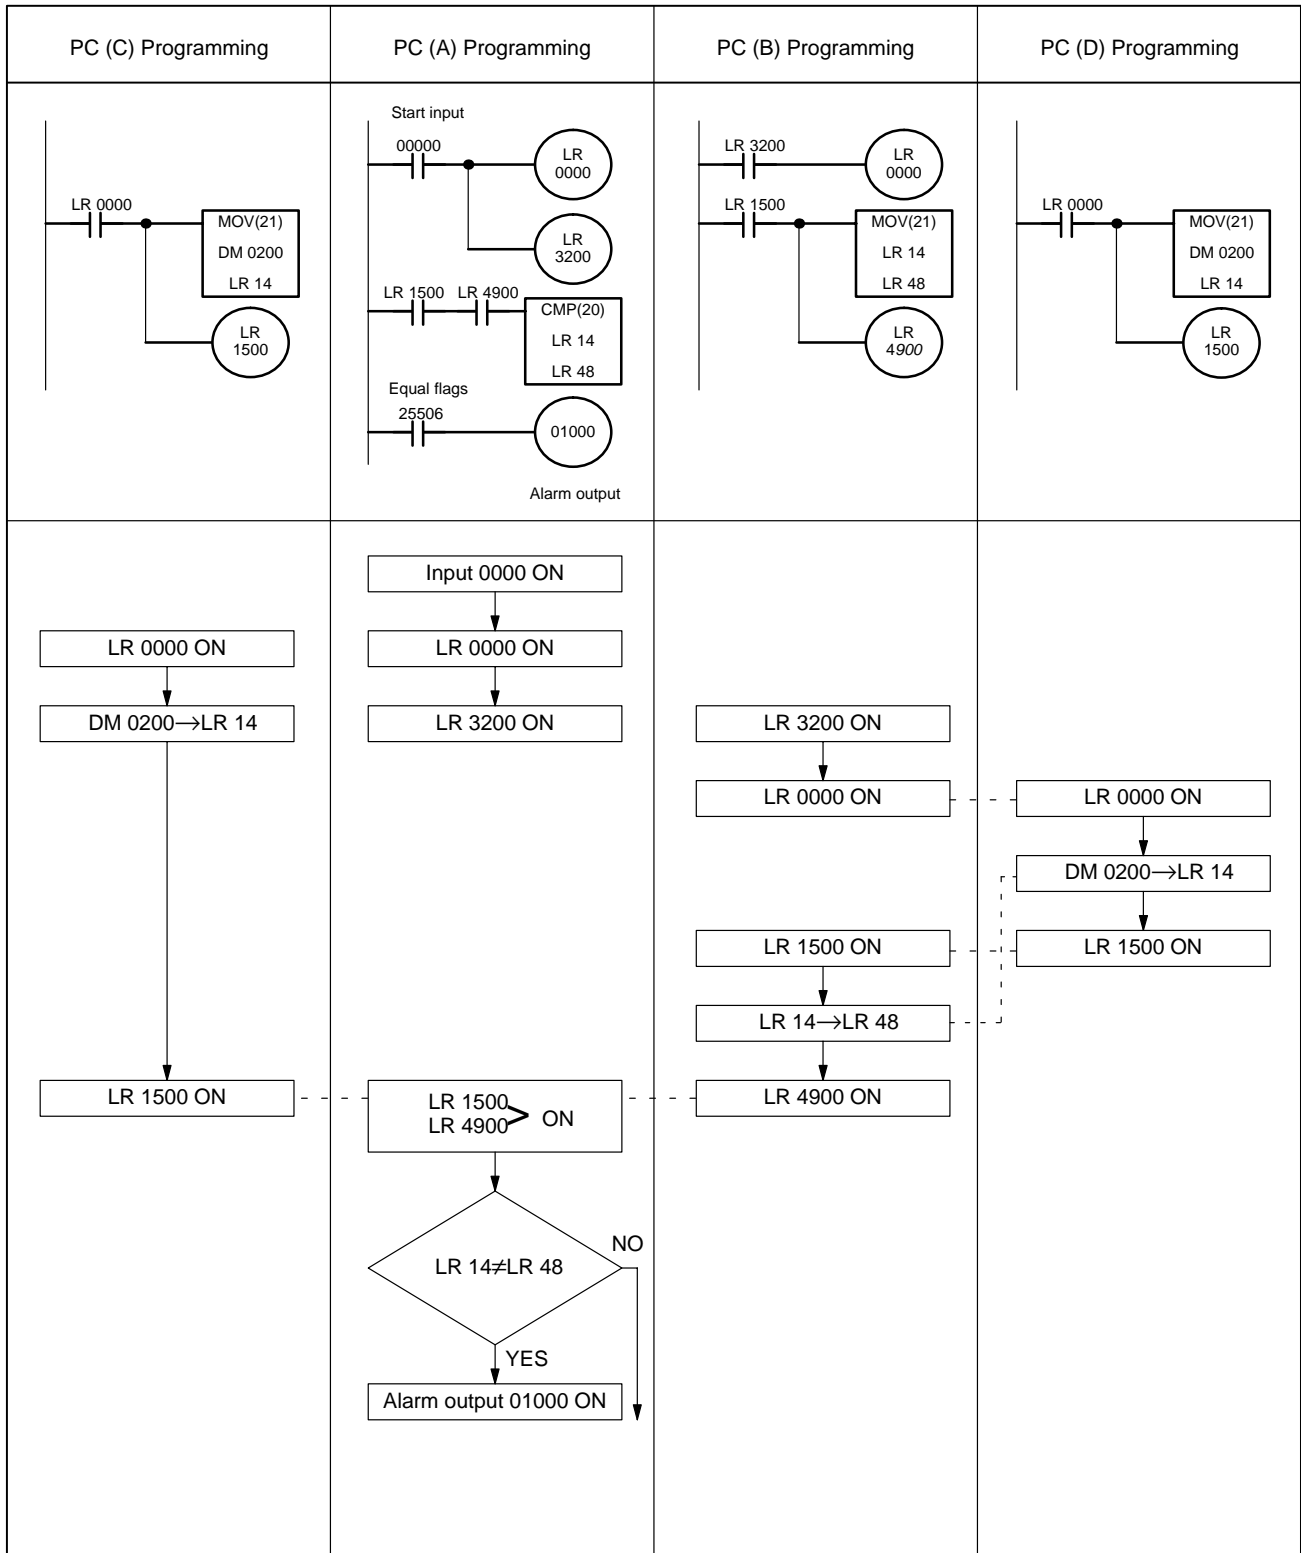 PC (C) Programming
PC (A) Programming
PC (B) Programming
PC (D) Programming
LR 0000
MOV(21)
DM 0200
LR 14
LR
1500
Start input
00000
LR
0000
LR
3200
LR 1500
LR 4900
CMP(20)
LR 14
LR 48
Equal flags
25506
01000
Alarm output
LR 3200
LR
0000
LR 1500
MOV(21)
LR 14
LR 48
LR
4900
LR 0000
MOV(21)
DM 0200
LR 14
LR
1500
LR 0000 ON
DM 0200→LR 14
LR 1500 ON
Input 0000 ON
LR 0000 ON
LR 3200 ON
LR 1500
LR 4900
> ON
LR 14≠LR 48
NO
YES
Alarm output 01000 ON
LR 3200 ON
LR 0000 ON
LR 1500 ON
LR 14→LR 48
LR 4900 ON
LR 0000 ON
DM 0200→LR 14
LR 1500 ON